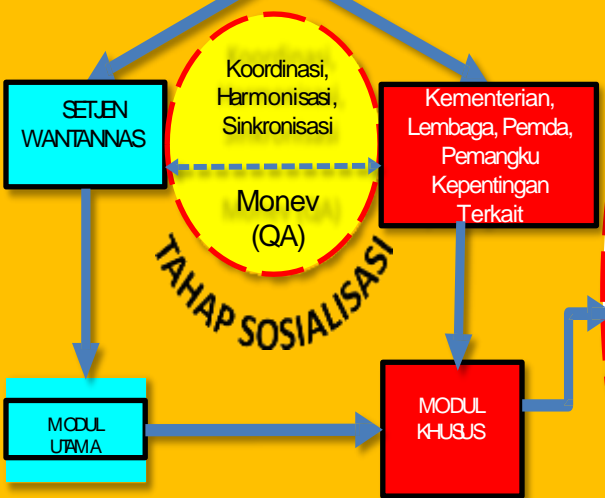 SETJEN
WANTANNAS
Koordinasi,
Harmonisasi,
Sinkronisasi
Monev
(QA)
Kementerian,
Lembaga, Pemda,
Pemangku
Kepentingan
Terkait
TAHAP SOSIALISASI
MODUL
UTAMA
MODUL
KHUSUS